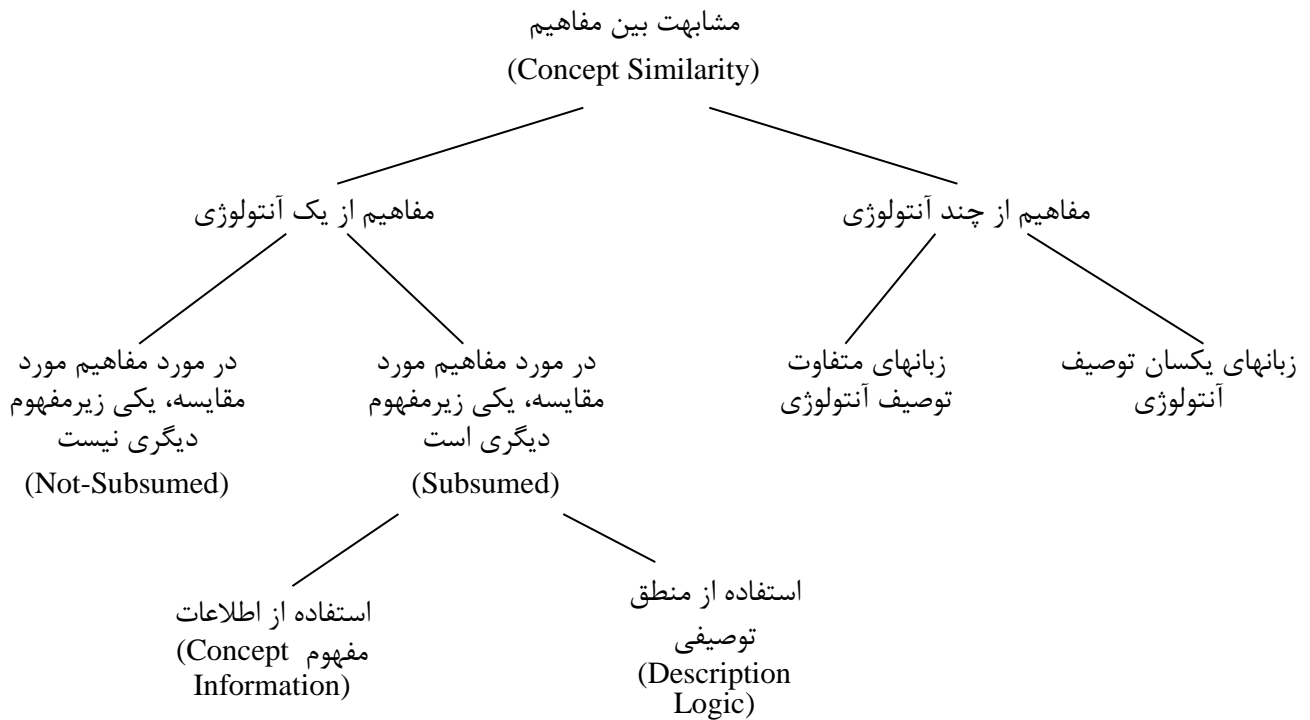 مشابهت بین مفاهیم
(Concept Similarity)
مفاهیم از چند آنتولوژی
مفاهیم از یک آنتولوژی
زبانهای یکسان توصیف
آنتولوژی
زبانهای متفاوت
توصیف آنتولوژی
در مورد مفاهیم مورد
مقایسه، یکی زیرمفهوم
دیگری است
(Subsumed)
در مورد مفاهیم مورد
مقایسه، یکی زیرمفهوم
دیگری نیست
(Not-Subsumed)
استفاده از منطق
توصیفی
(Description
Logic)
استفاده از اطلاعات
مفهوم (Concept
Information)